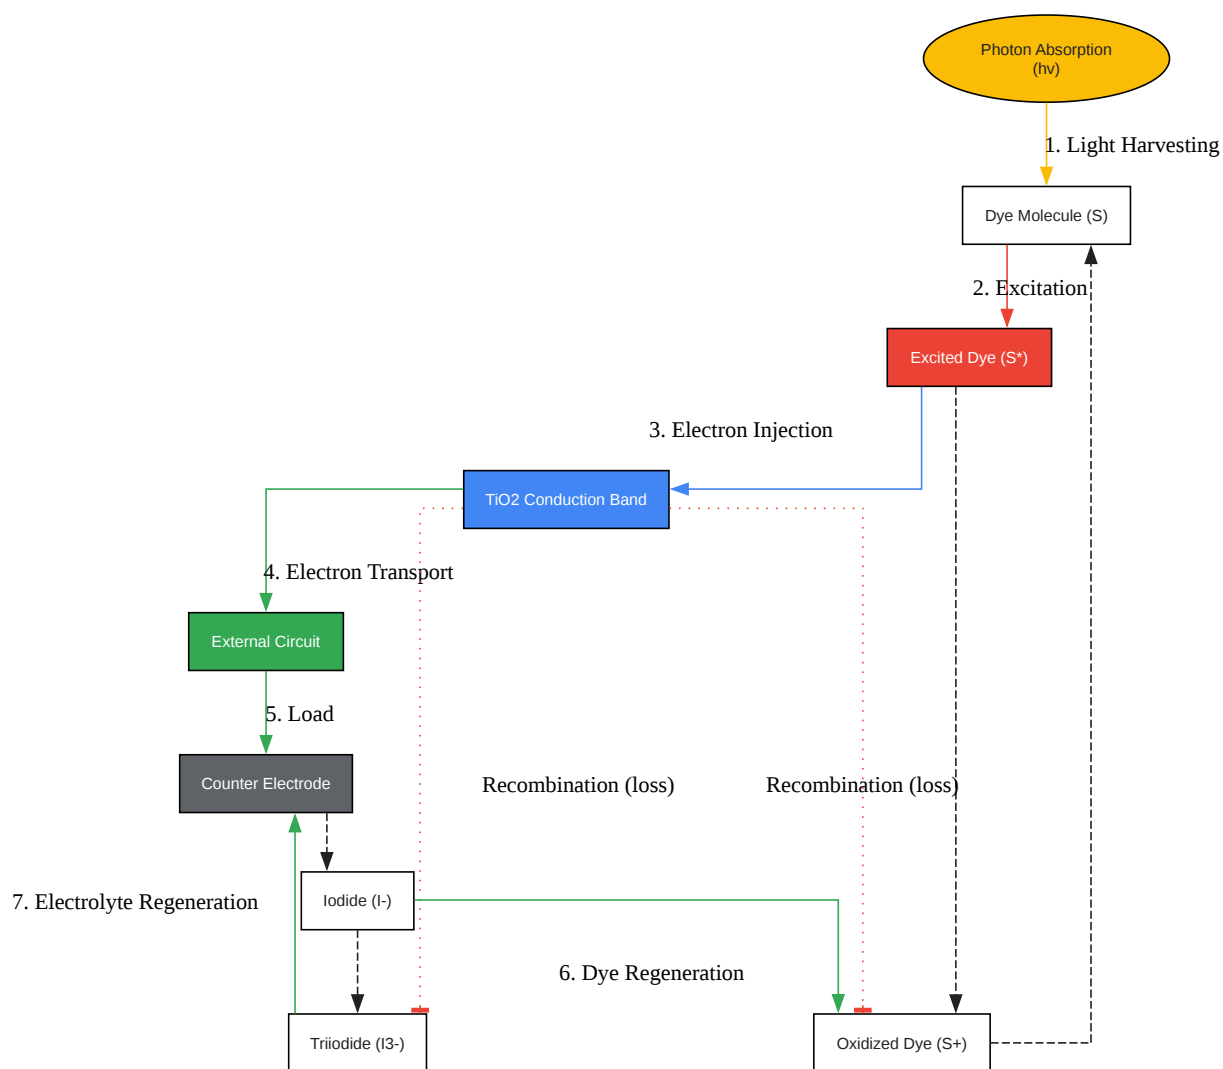 Photon Absorption
(hv)
1. Light Harvesting
Dye Molecule (S)
2. Excitation
Excited Dye (S*)
3. Electron Injection
TiO2 Conduction Band
4. Electron Transport
External Circuit
5. Load
Counter Electrode
Recombination (loss)
Recombination (loss)
7. Electrolyte Regeneration
Iodide (I-)
6. Dye Regeneration
Triiodide (I3-)
Oxidized Dye (S+)